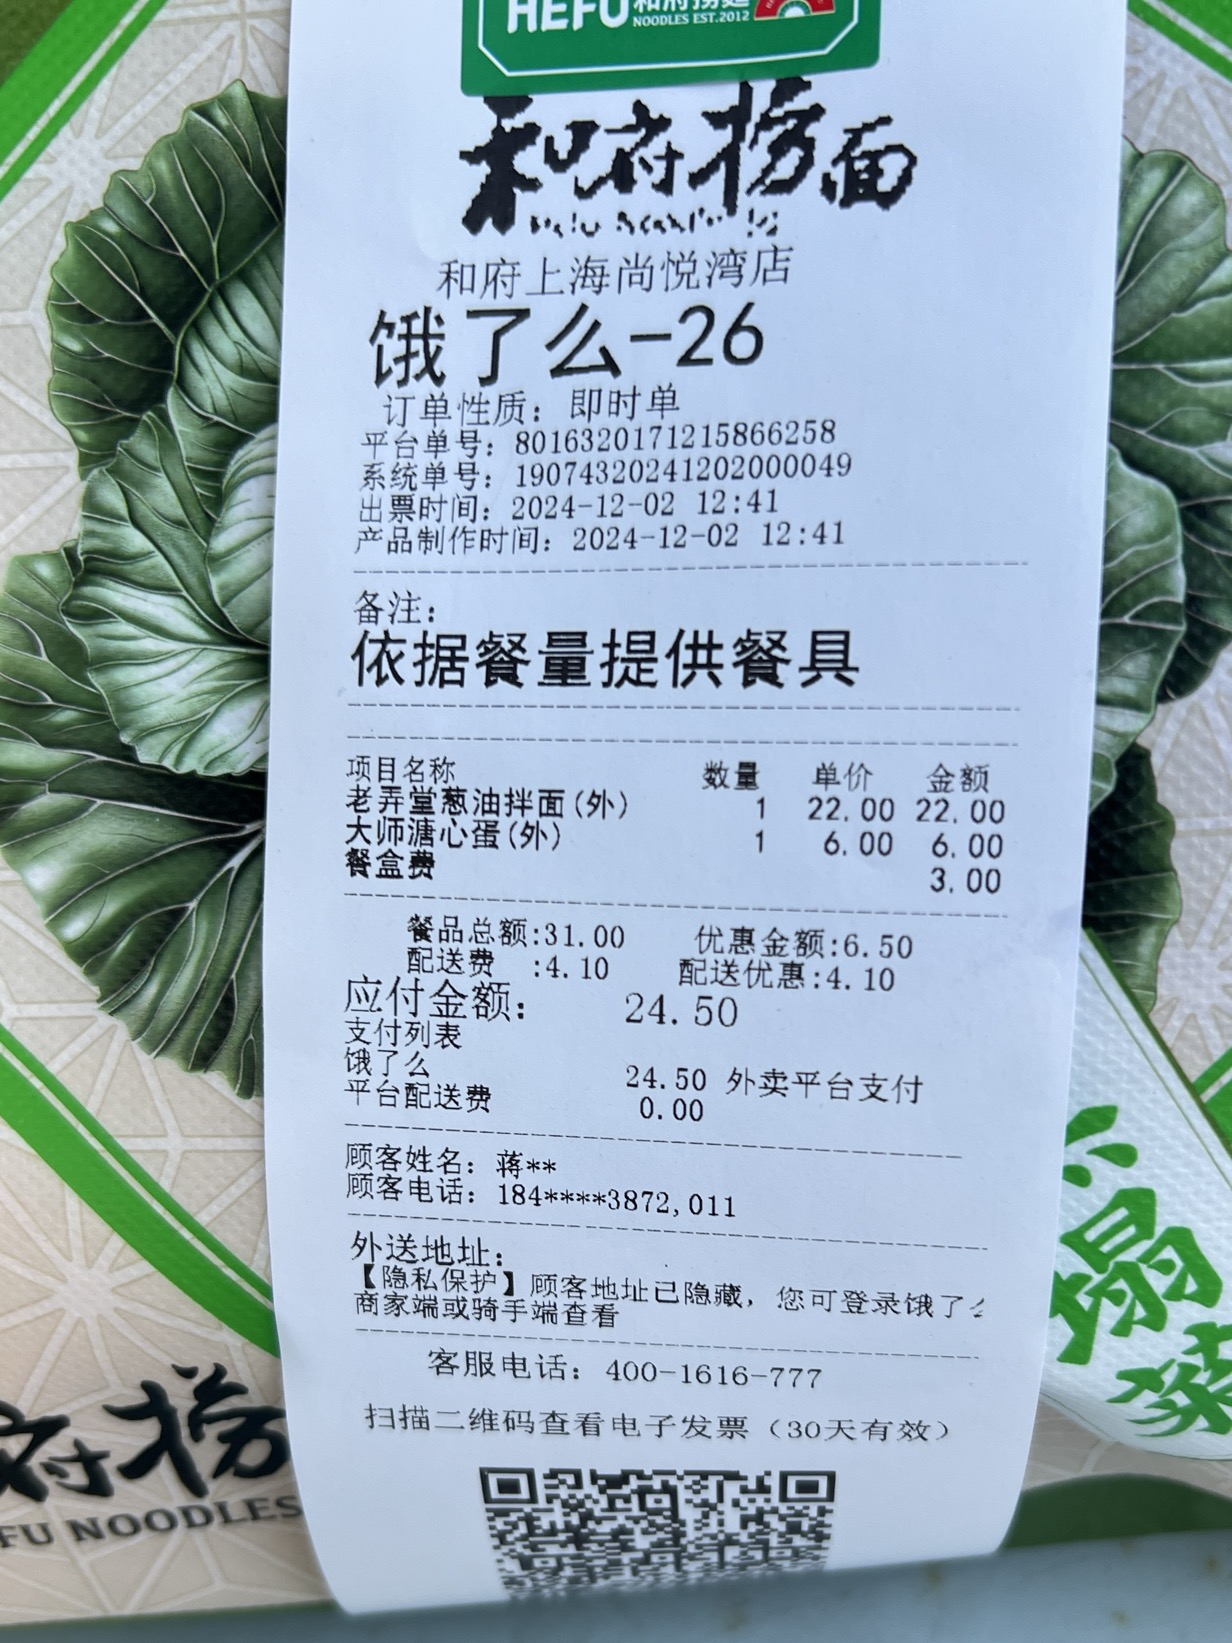 HEFU 和府捞面
NOODLES EST.2012
和府捞面
和府上海尚悦湾店
饿了么-26
订单性质：即时单
平台单号：8016320171215866258
系统单号：19074320241202000049
出票时间：2024-12-02 12:41
产品制作时间：2024-12-02 12:41
备注：
依据餐量提供餐具
项目名称 数量 单价 金额
老弄堂葱油拌面(外) 1 22.00 22.00
大师溏心蛋(外) 1 6.00 6.00
餐盒费 3.00
餐品总额:31.00 优惠金额:6.50
配送费 :4.10 配送优惠:4.10
应付金额： 24.50
支付列表
饿了么 24.50 外卖平台支付
平台配送费 0.00
顾客姓名：蒋**
顾客电话：184****3872,011
外送地址：
【隐私保护】顾客地址已隐藏，您可登录饿了
商家端或骑手端查看
客服电话：400-1616-777
扫描二维码查看电子发票（30天有效）
府捞
FU NOODLES